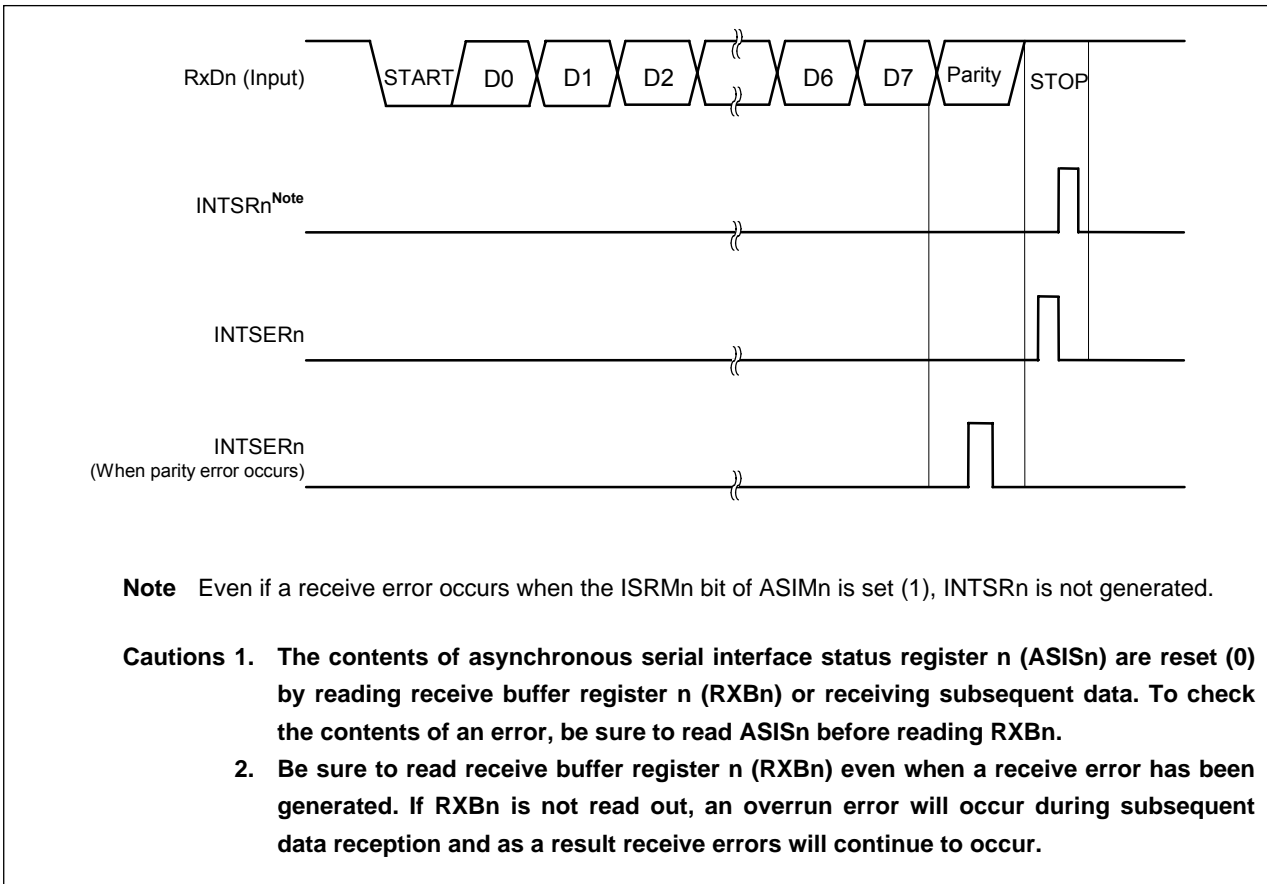 RxDn (Input) START D0 D1 D2 D6 D7 Parity STOP
INTSRnNote
INTSERn
INTSERn
(When parity error occurs)
Note Even if a receive error occurs when the ISRMn bit of ASIMn is set (1), INTSRn is not generated.
Cautions 1. The contents of asynchronous serial interface status register n (ASISn) are reset (0)
by reading receive buffer register n (RXBn) or receiving subsequent data. To check
the contents of an error, be sure to read ASISn before reading RXBn.
2. Be sure to read receive buffer register n (RXBn) even when a receive error has been
generated. If RXBn is not read out, an overrun error will occur during subsequent
data reception and as a result receive errors will continue to occur.